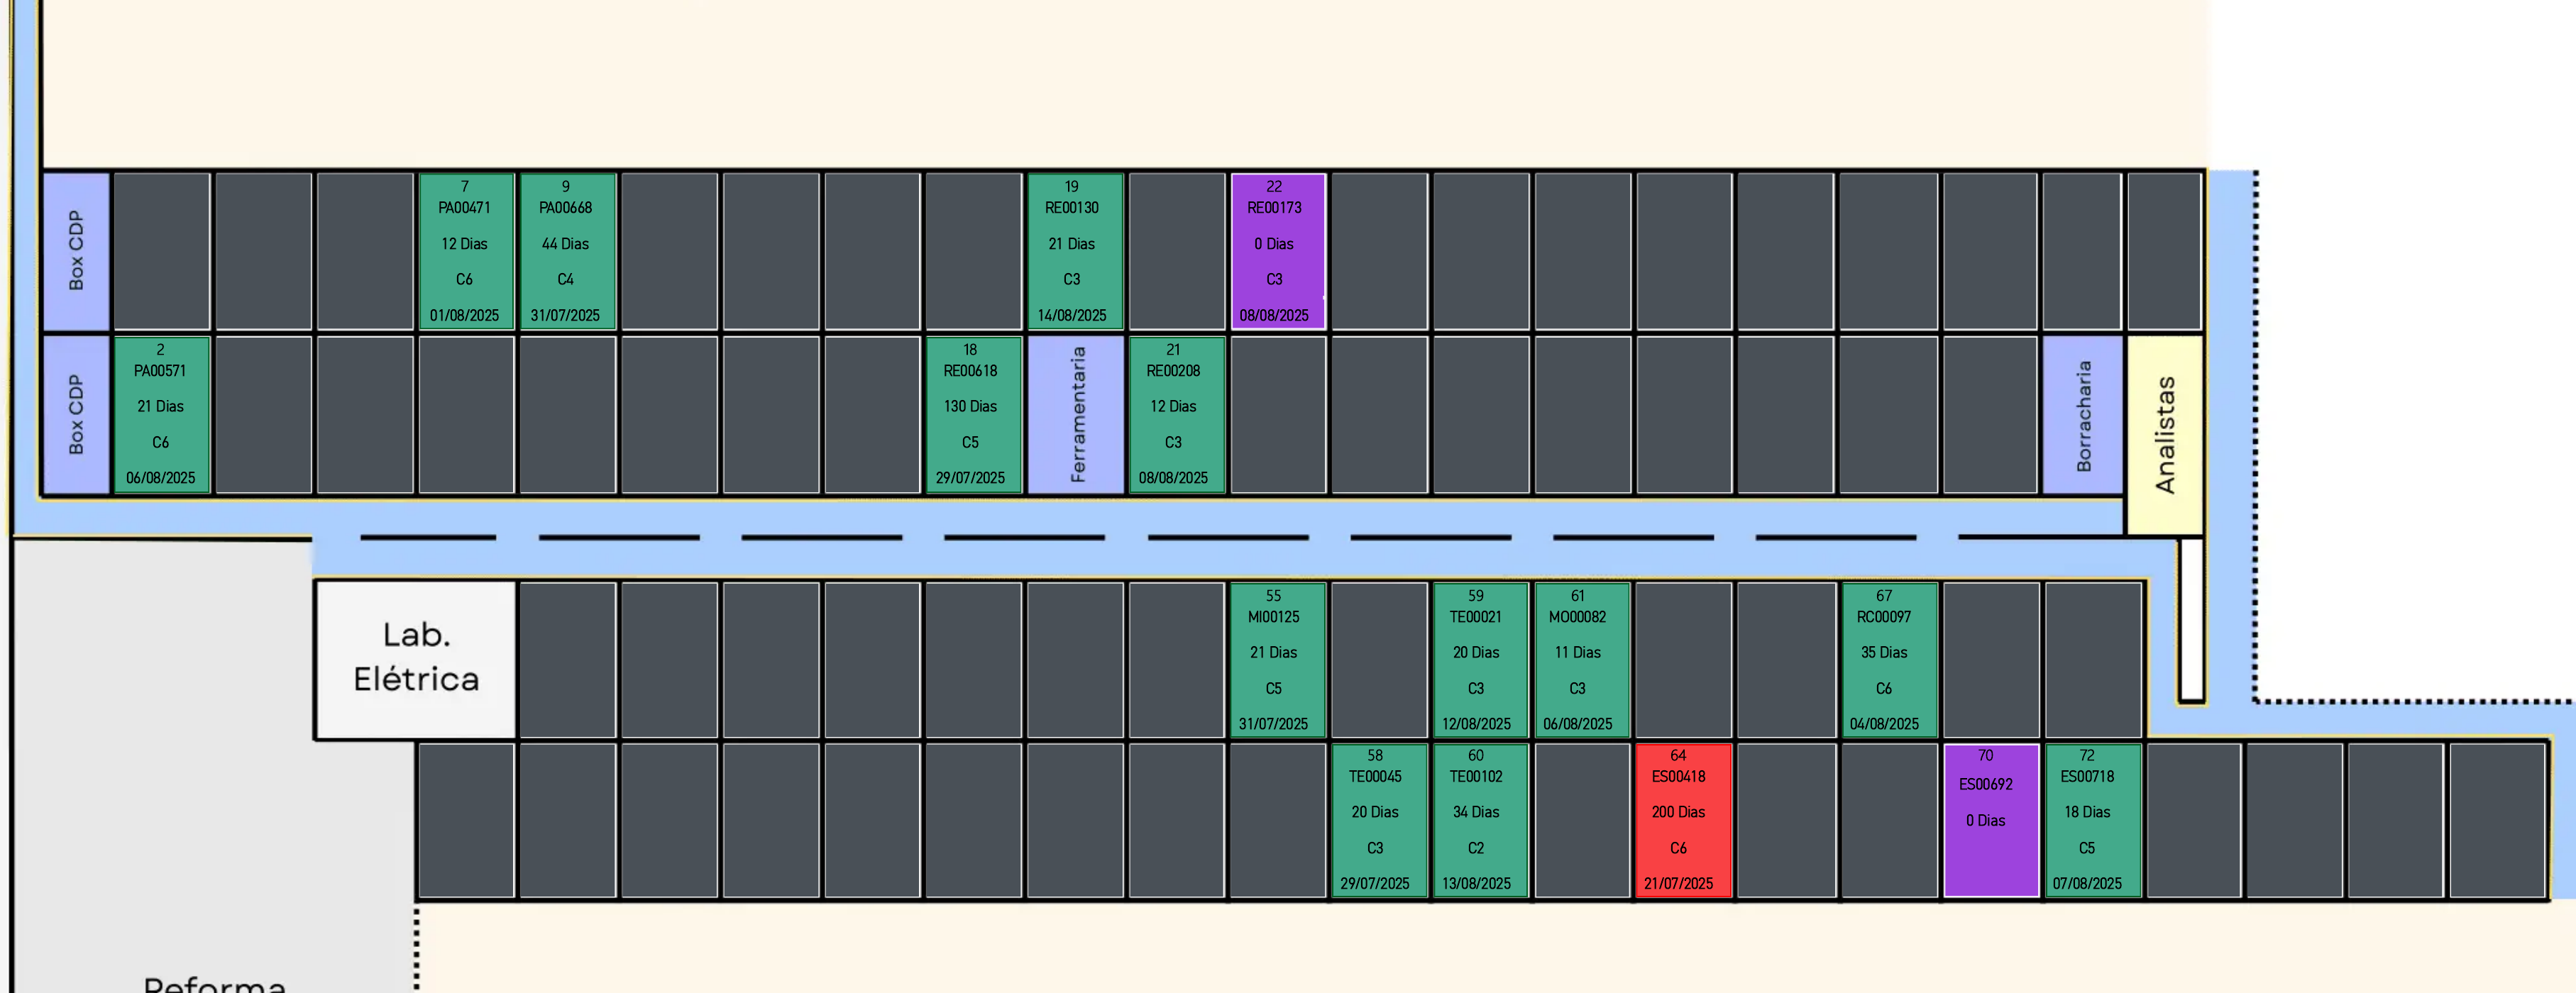 Box CDP
7
PA00471
12 Dias
C6
01/08/2025
9
PA00668
44 Dias
C4
31/07/2025
19
RE00130
21 Dias
C3
14/08/2025
22
RE00173
0 Dias
C3
08/08/2025
Box CDP
2
PA00571
21 Dias
C6
06/08/2025
18
RE00618
130 Dias
C5
29/07/2025
Ferramentaria
21
RE00208
12 Dias
C3
08/08/2025
Borracharia
Analistas
Lab.
Elétrica
55
MI00125
21 Dias
C5
31/07/2025
59
TE00021
20 Dias
C3
12/08/2025
61
MO00082
11 Dias
C3
06/08/2025
67
RC00097
35 Dias
C6
04/08/2025
58
TE00045
20 Dias
C3
29/07/2025
60
TE00102
34 Dias
C2
13/08/2025
64
ES00418
200 Dias
C6
21/07/2025
70
ES00692
0 Dias
72
ES00718
18 Dias
C5
07/08/2025
Reforma